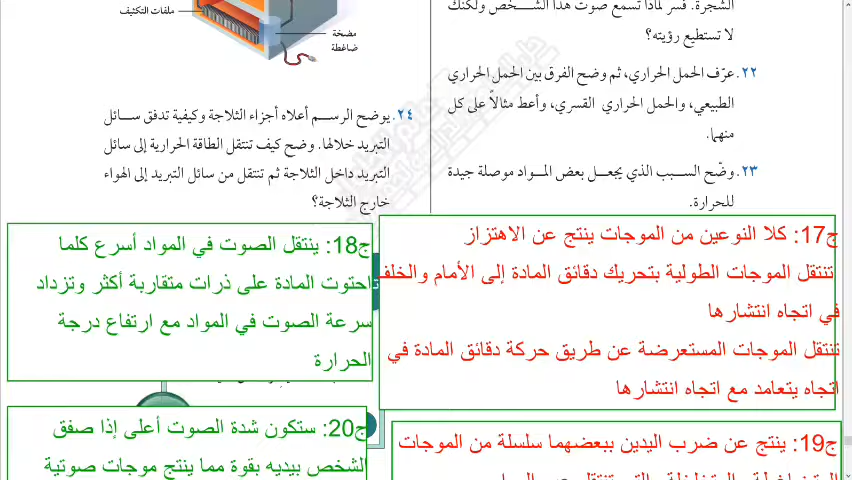 الشجرة. فسر لماذا تسمع صوت هذا الشخص ولكنك
لا تستطيع رؤيته؟
٢٢. عرّف الحمل الحراري، ثم وضح الفرق بين الحمل الحراري
الطبيعي، والحمل الحراري القسري، وأعط مثالاً على كل
منهما.
٢٣. وضّح السبب الذي يجعل بعض المواد موصلة جيدة
للحرارة.
ملفات التكثيف
مضخة
ضاغطة
٢٤. يوضح الرسم أعلاه أجزاء الثلاجة وكيفية تدفق سائل
التبريد خلالها. وضح كيف تنتقل الطاقة الحرارية إلى سائل
التبريد داخل الثلاجة ثم تنتقل من سائل التبريد إلى الهواء
خارج الثلاجة؟
ج17: كلا النوعين من الموجات ينتج عن الاهتزاز
تنتقل الموجات الطولية بتحريك دقائق المادة إلى الأمام والخلف
في اتجاه انتشارها
تنتقل الموجات المستعرضة عن طريق حركة دقائق المادة في
اتجاه يتعامد مع اتجاه انتشارها
ج18: ينتقل الصوت في المواد أسرع كلما
احتوت المادة على ذرات متقاربة أكثر وتزداد
سرعة الصوت في المواد مع ارتفاع درجة
الحرارة
ج19: ينتج عن ضرب اليدين ببعضهما سلسلة من الموجات
ج20: ستكون شدة الصوت أعلى إذا صفق
الشخص بيديه بقوة مما ينتج موجات صوتية